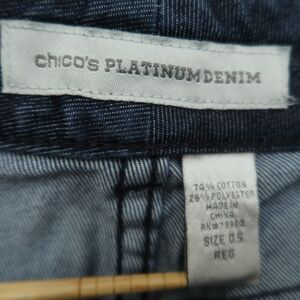 chico's PLATINUM DENIM
74% COTTON
26% POLYESTER
MADE IN
CHINA
SIZE 0.5
REG